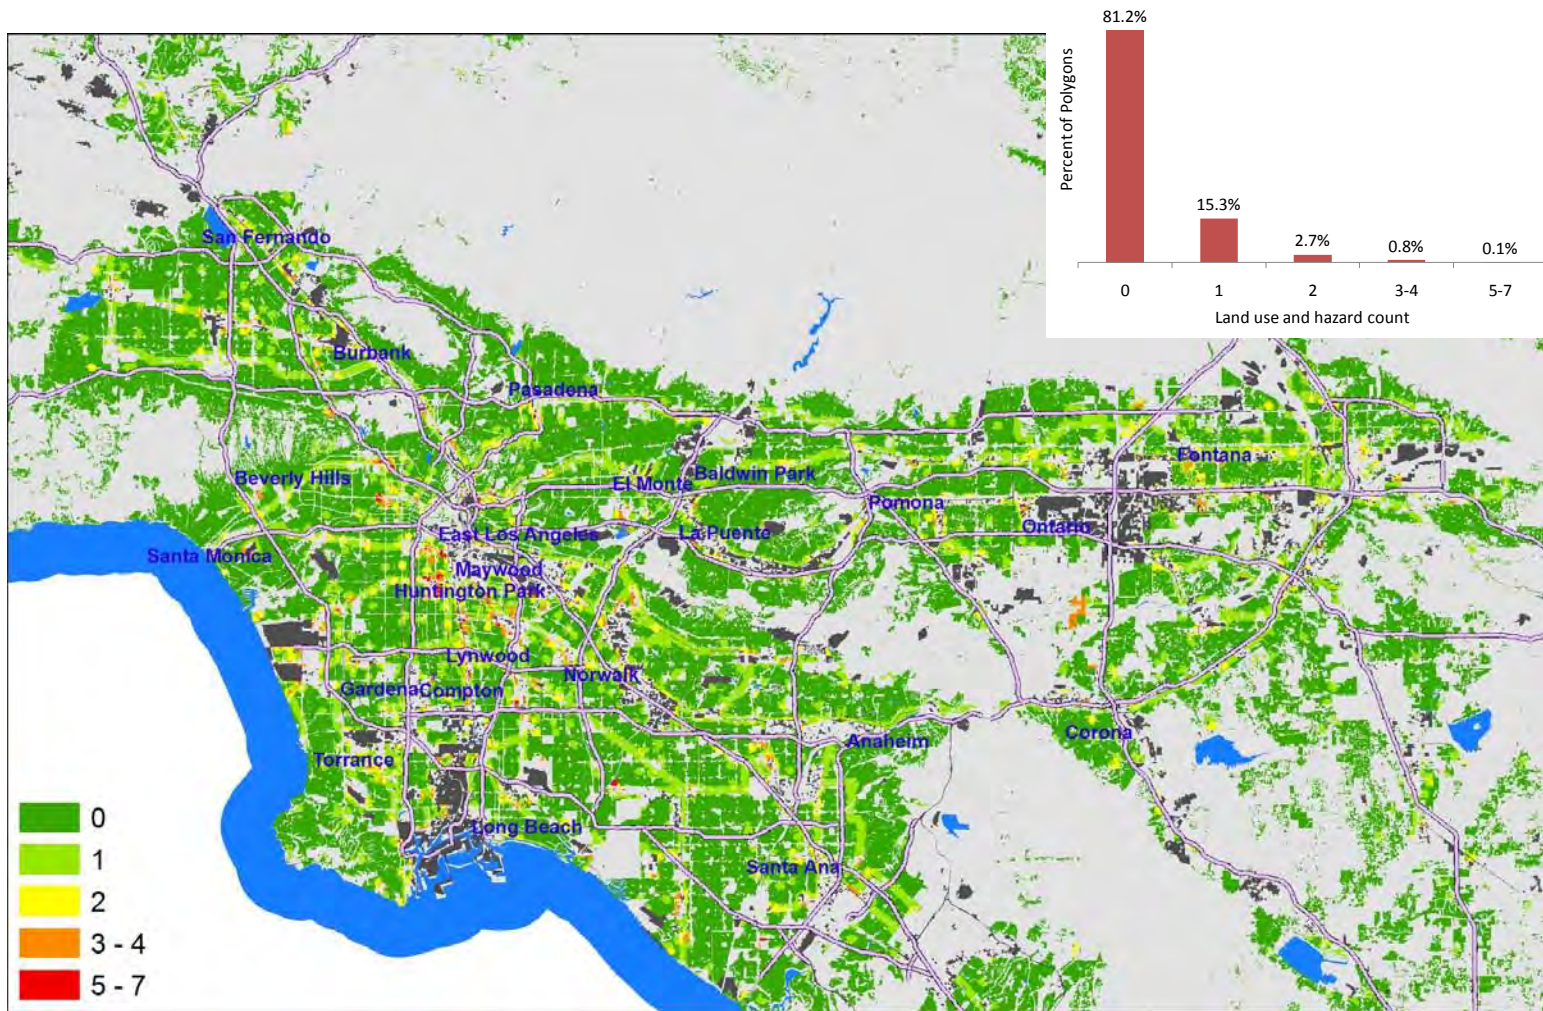 81.2%
15.3%
2.7%
0.8%
0.1%
Percent of Polygons
0
1
2
3-4
5-7
Land use and hazard count
San Fernando
Burbank
Pasadena
Beverly Hills
El Monte
Baldwin Park
Fontana
Pomona
Ontario
East Los Angeles
La Puente
Santa Monica
Maywood
Huntington Park
Lynwood
Norwalk
Gardena
Compton
Torrance
Anaheim
Corona
Long Beach
Santa Ana
0
1
2
3 - 4
5 - 7